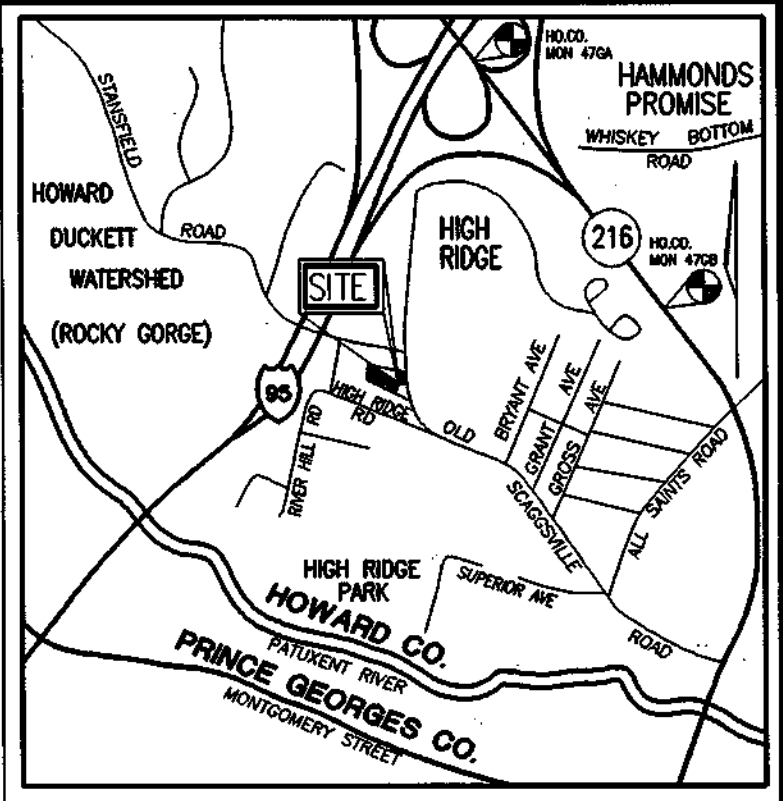 HO.CO.
MON 47GA
HAMMONDS
PROMISE
WHISKEY BOTTOM
ROAD
STANSFIELD
ROAD
HOWARD
DUCKETT
WATERSHED
(ROCKY GORGE)
HIGH
RIDGE
216
HO.CO.
MON 47GB
SITE
95
HIGH RIDGE
RD
RIVER HILL RD
OLD
SCAGGSVILLE
ROAD
BRYANT AVE
GRANT AVE
GROSS AVE
ALL SAINTS ROAD
HIGH RIDGE
PARK
SUPERIOR AVE
HOWARD CO.
PATUXENT RIVER
PRINCE GEORGES CO.
MONTGOMERY STREET